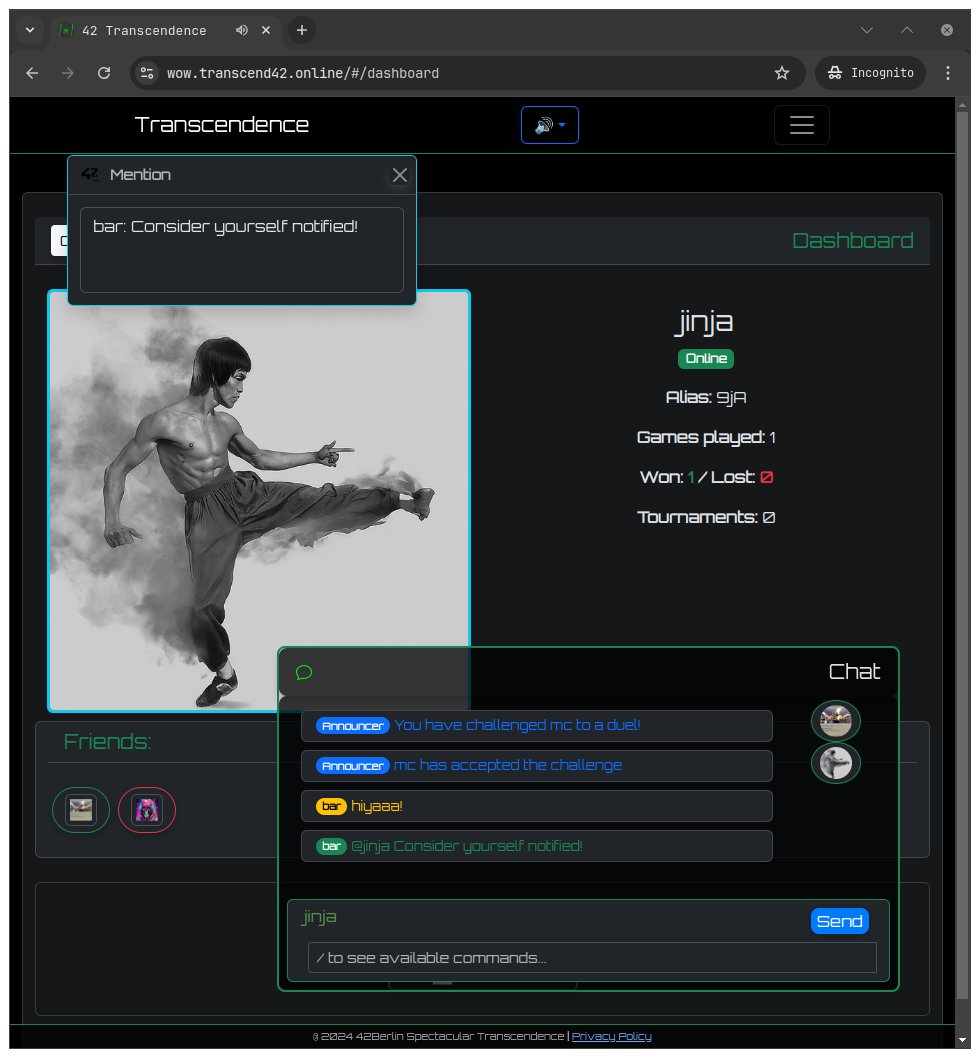 42 Transcendence
wow.transcend42.online/#/dashboard
Incognito
Transcendence
42 Mention
bar: Consider yourself notified!
Dashboard
jinja
Online
Alias: 9jA
Games played: 1
Won: 1 / Lost: 0
Tournaments: 0
Chat
Announcer You have challenged mc to a duel!
Announcer mc has accepted the challenge
bar hiyaaa!
bar @jinja Consider yourself notified!
Friends:
jinja
Send
/ to see available commands...
@ 2024 42Berlin Spectacular Transcendence | Privacy Policy